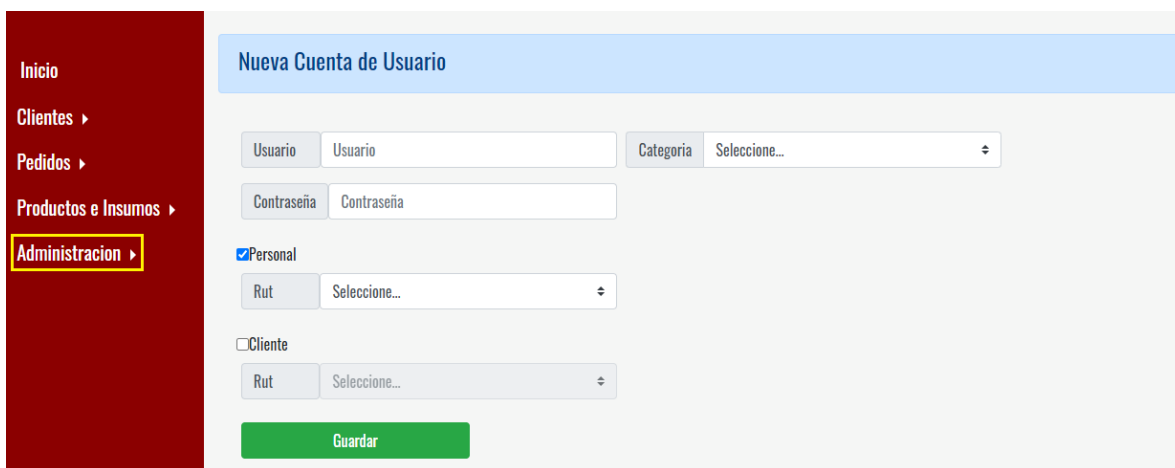 Inicio
Clientes
Pedidos
Productos e Insumos
Administracion
Nueva Cuenta de Usuario
Usuario Usuario Categoria Seleccione...
Contraseña Contraseña
Personal
Rut Seleccione...
Cliente
Rut Seleccione...
Guardar